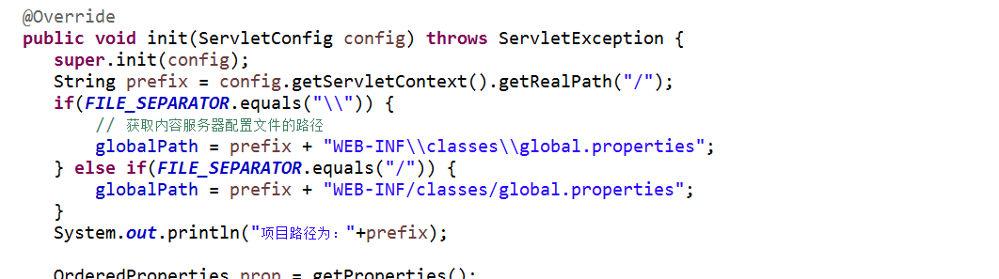 @Override
public void init(ServletConfig config) throws ServletException {
super.init(config);
String prefix = config.getServletContext().getRealPath("/");
if(FILE_SEPARATOR.equals("\\")) {
// 获取内容服务器配置文件的路径
globalPath = prefix + "WEB-INF\\classes\\global.properties";
} else if(FILE_SEPARATOR.equals("/")) {
globalPath = prefix + "WEB-INF/classes/global.properties";
}
System.out.println("项目路径为："+prefix);
OrderedProperties prop = getProperties();